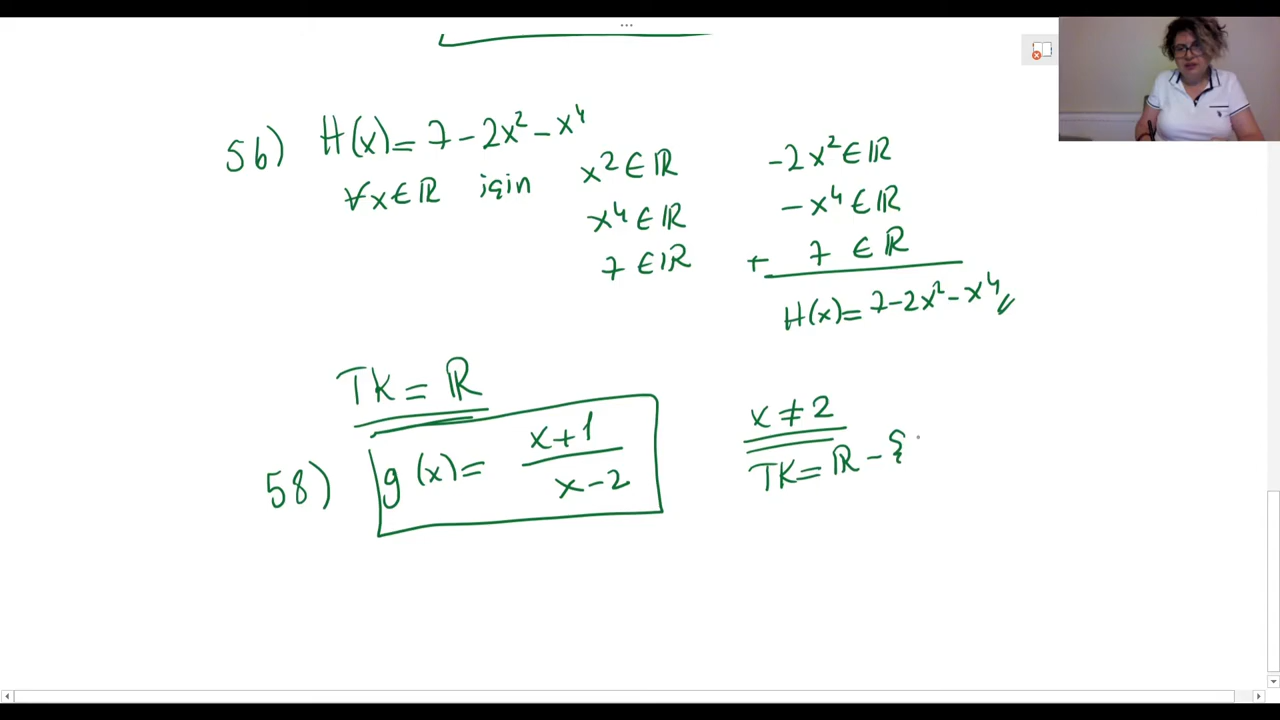 56) H(x) = 7 - 2x² - x⁴
∀x ∈ ℝ için x² ∈ ℝ -2x² ∈ ℝ
x⁴ ∈ ℝ -x⁴ ∈ ℝ
7 ∈ ℝ + 7 ∈ ℝ
H(x) = 7 - 2x² - x⁴
TK = ℝ
58) g(x) = x+1 / x-2
x ≠ 2
TK = ℝ - {